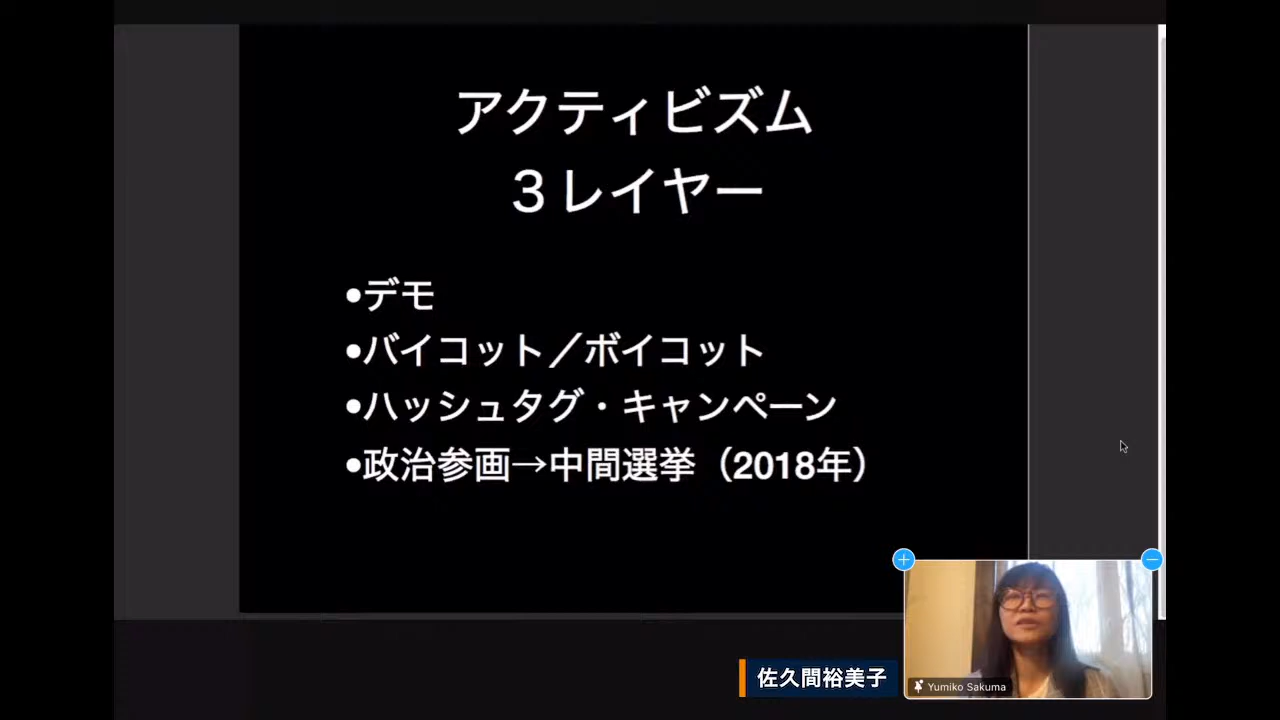 アクティビズム
３レイヤー
•デモ
•バイコット／ボイコット
•ハッシュタグ・キャンペーン
•政治参画→中間選挙（2018年）
佐久間裕美子
Yumiko Sakuma